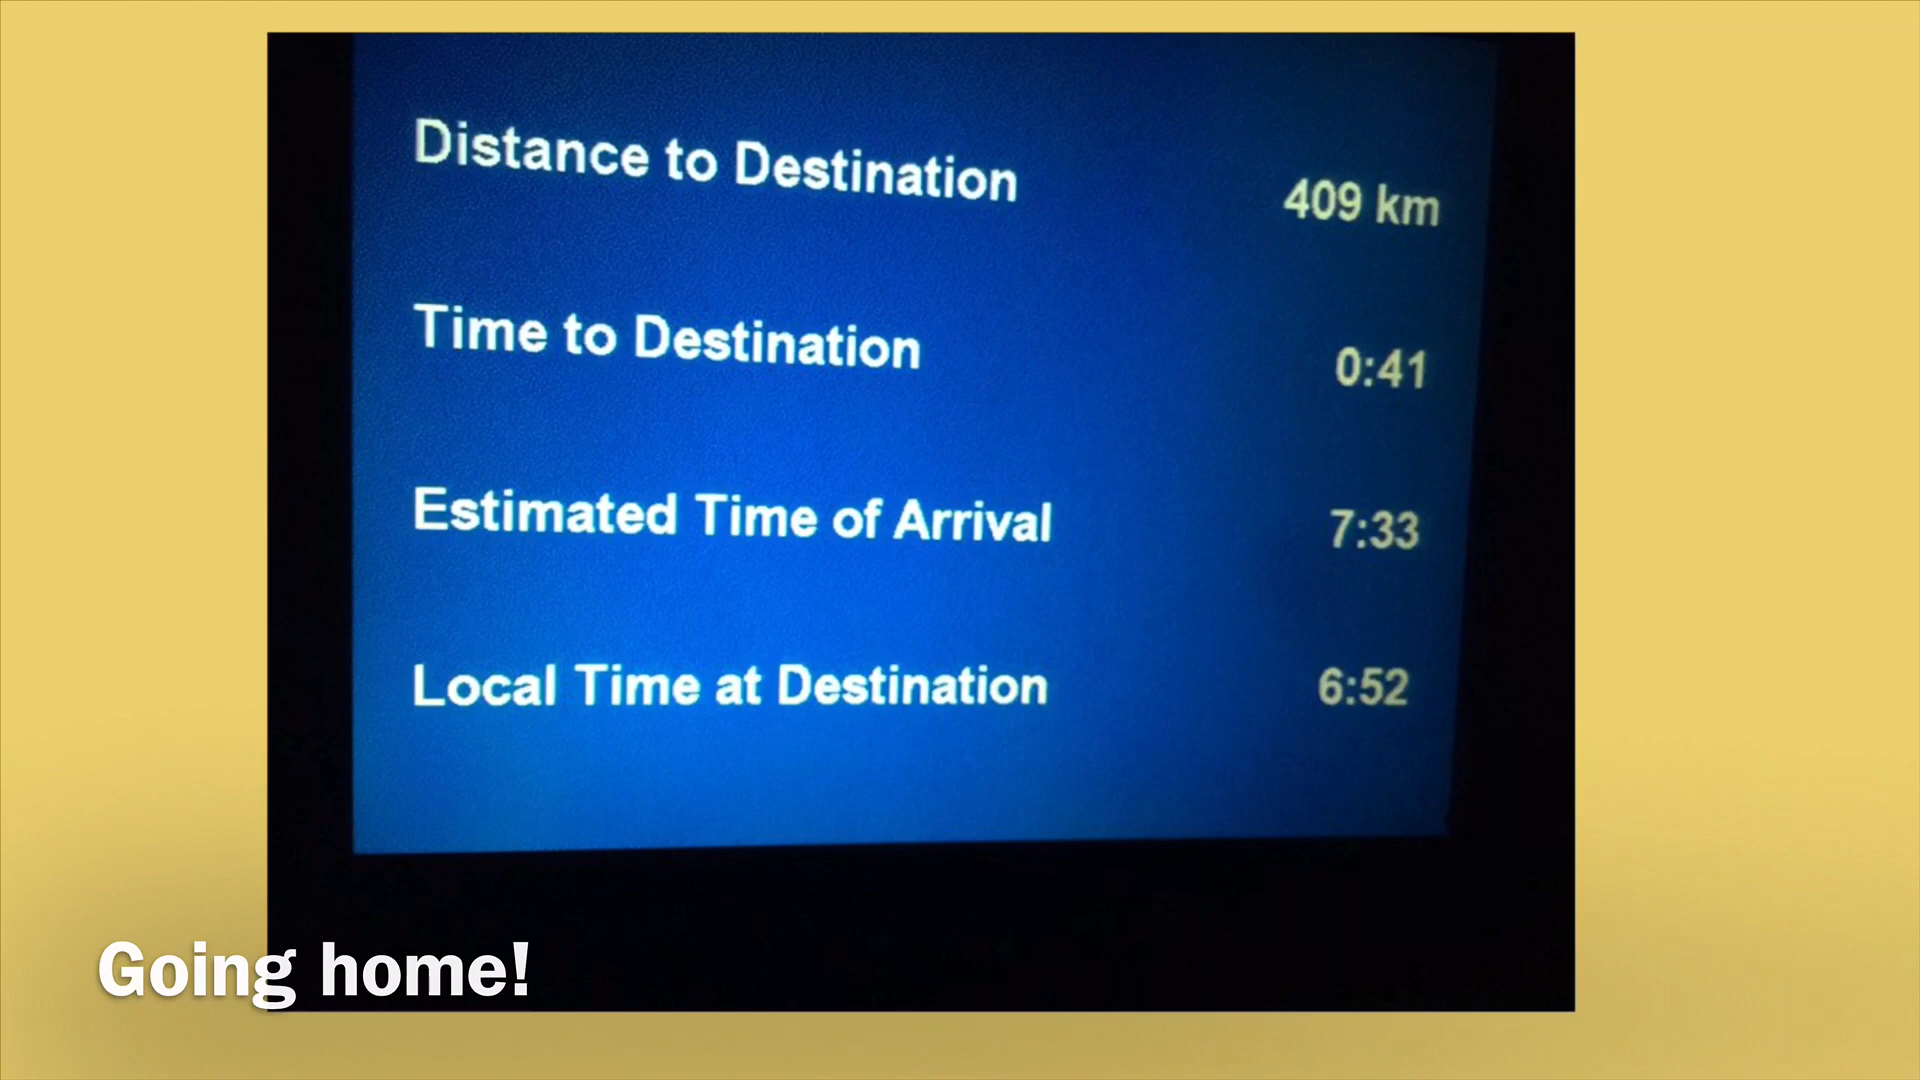 Distance to Destination 409 km
Time to Destination 0:41
Estimated Time of Arrival 7:33
Local Time at Destination 6:52
Going home!